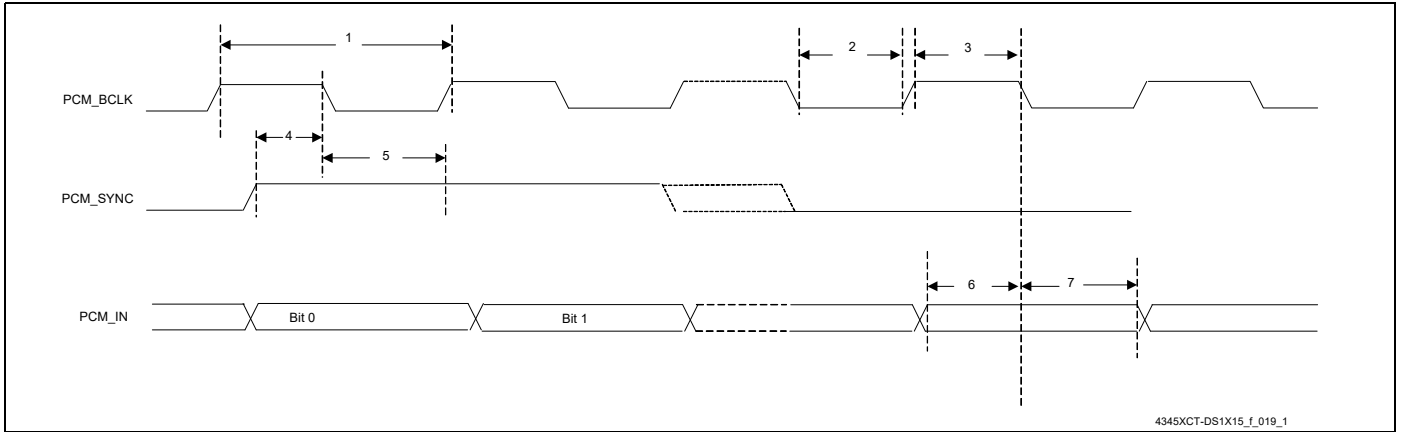 1
2
3
PCM_BCLK
4
5
PCM_SYNC
6
7
PCM_IN
Bit 0
Bit 1
4345XCT-DS1X15_f_019_1